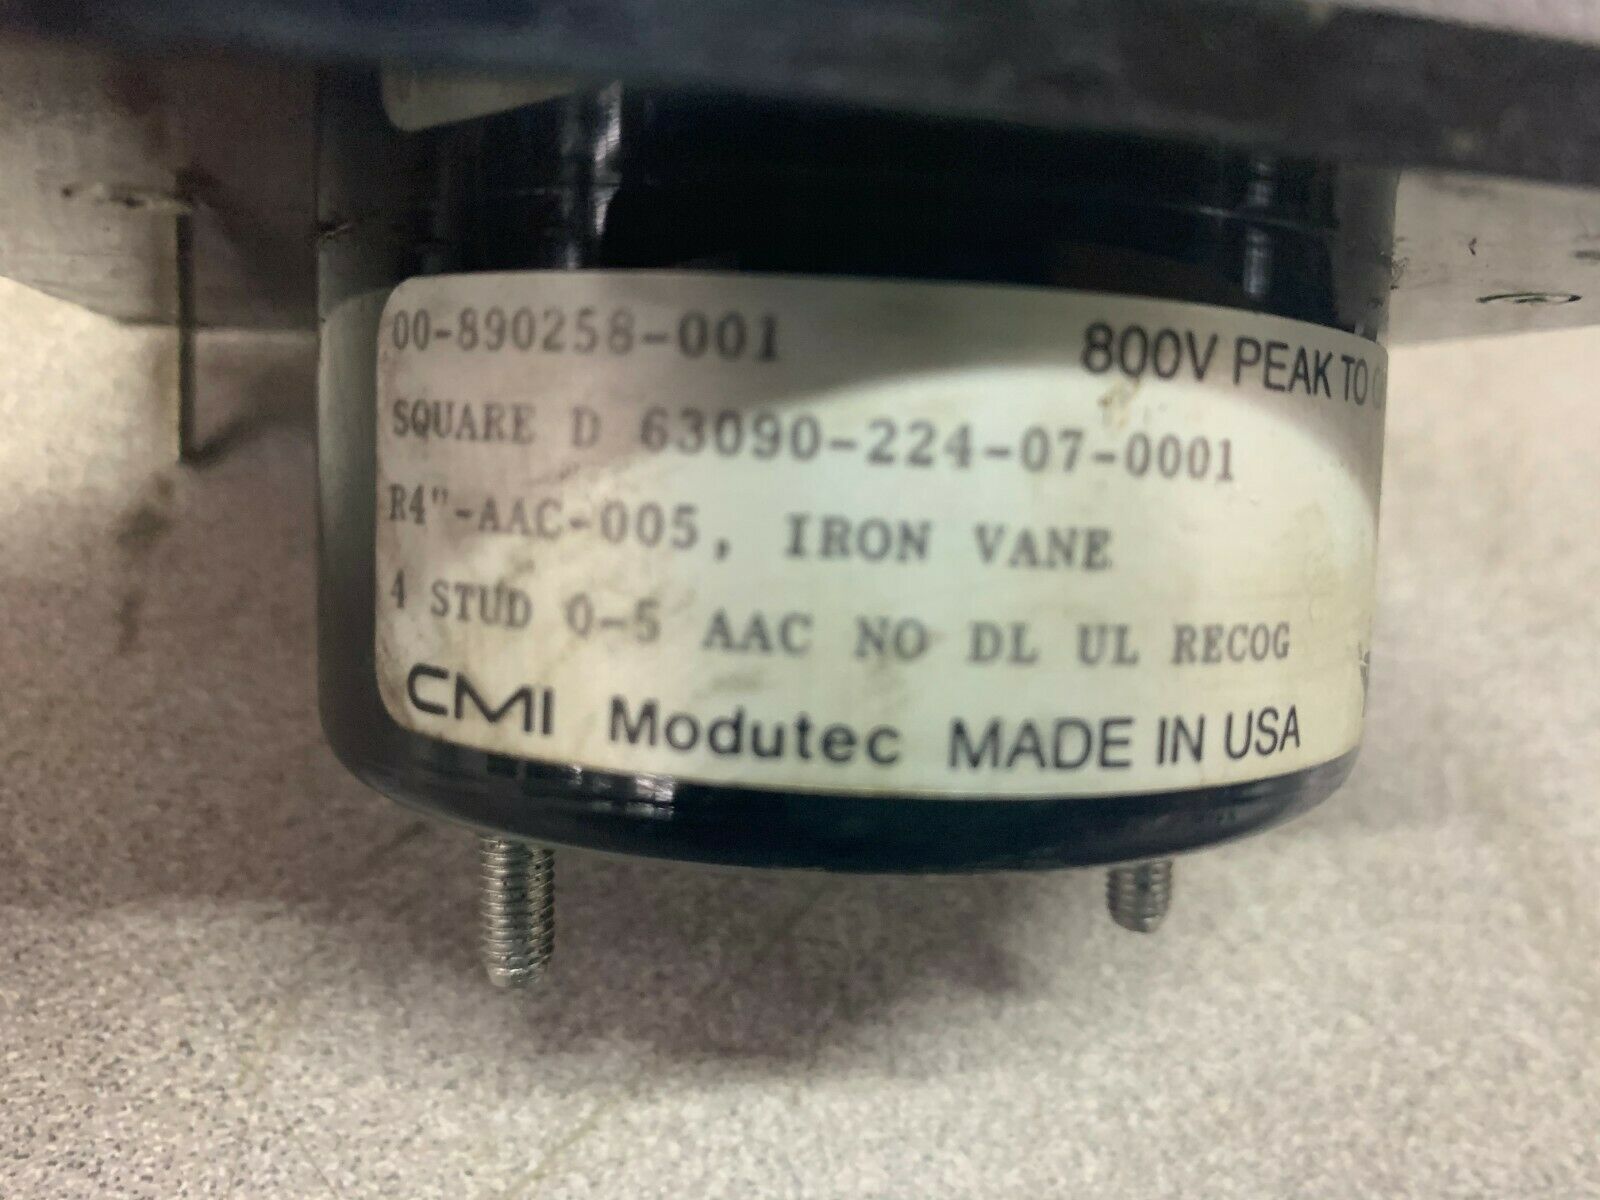 00-890258-001 800V PEAK TO
SQUARE D 63090-224-07-0001
R4"-AAC-005, IRON VANE
4 STUD 0-5 AAC NO DL UL RECOG
CMI Modutec MADE IN USA